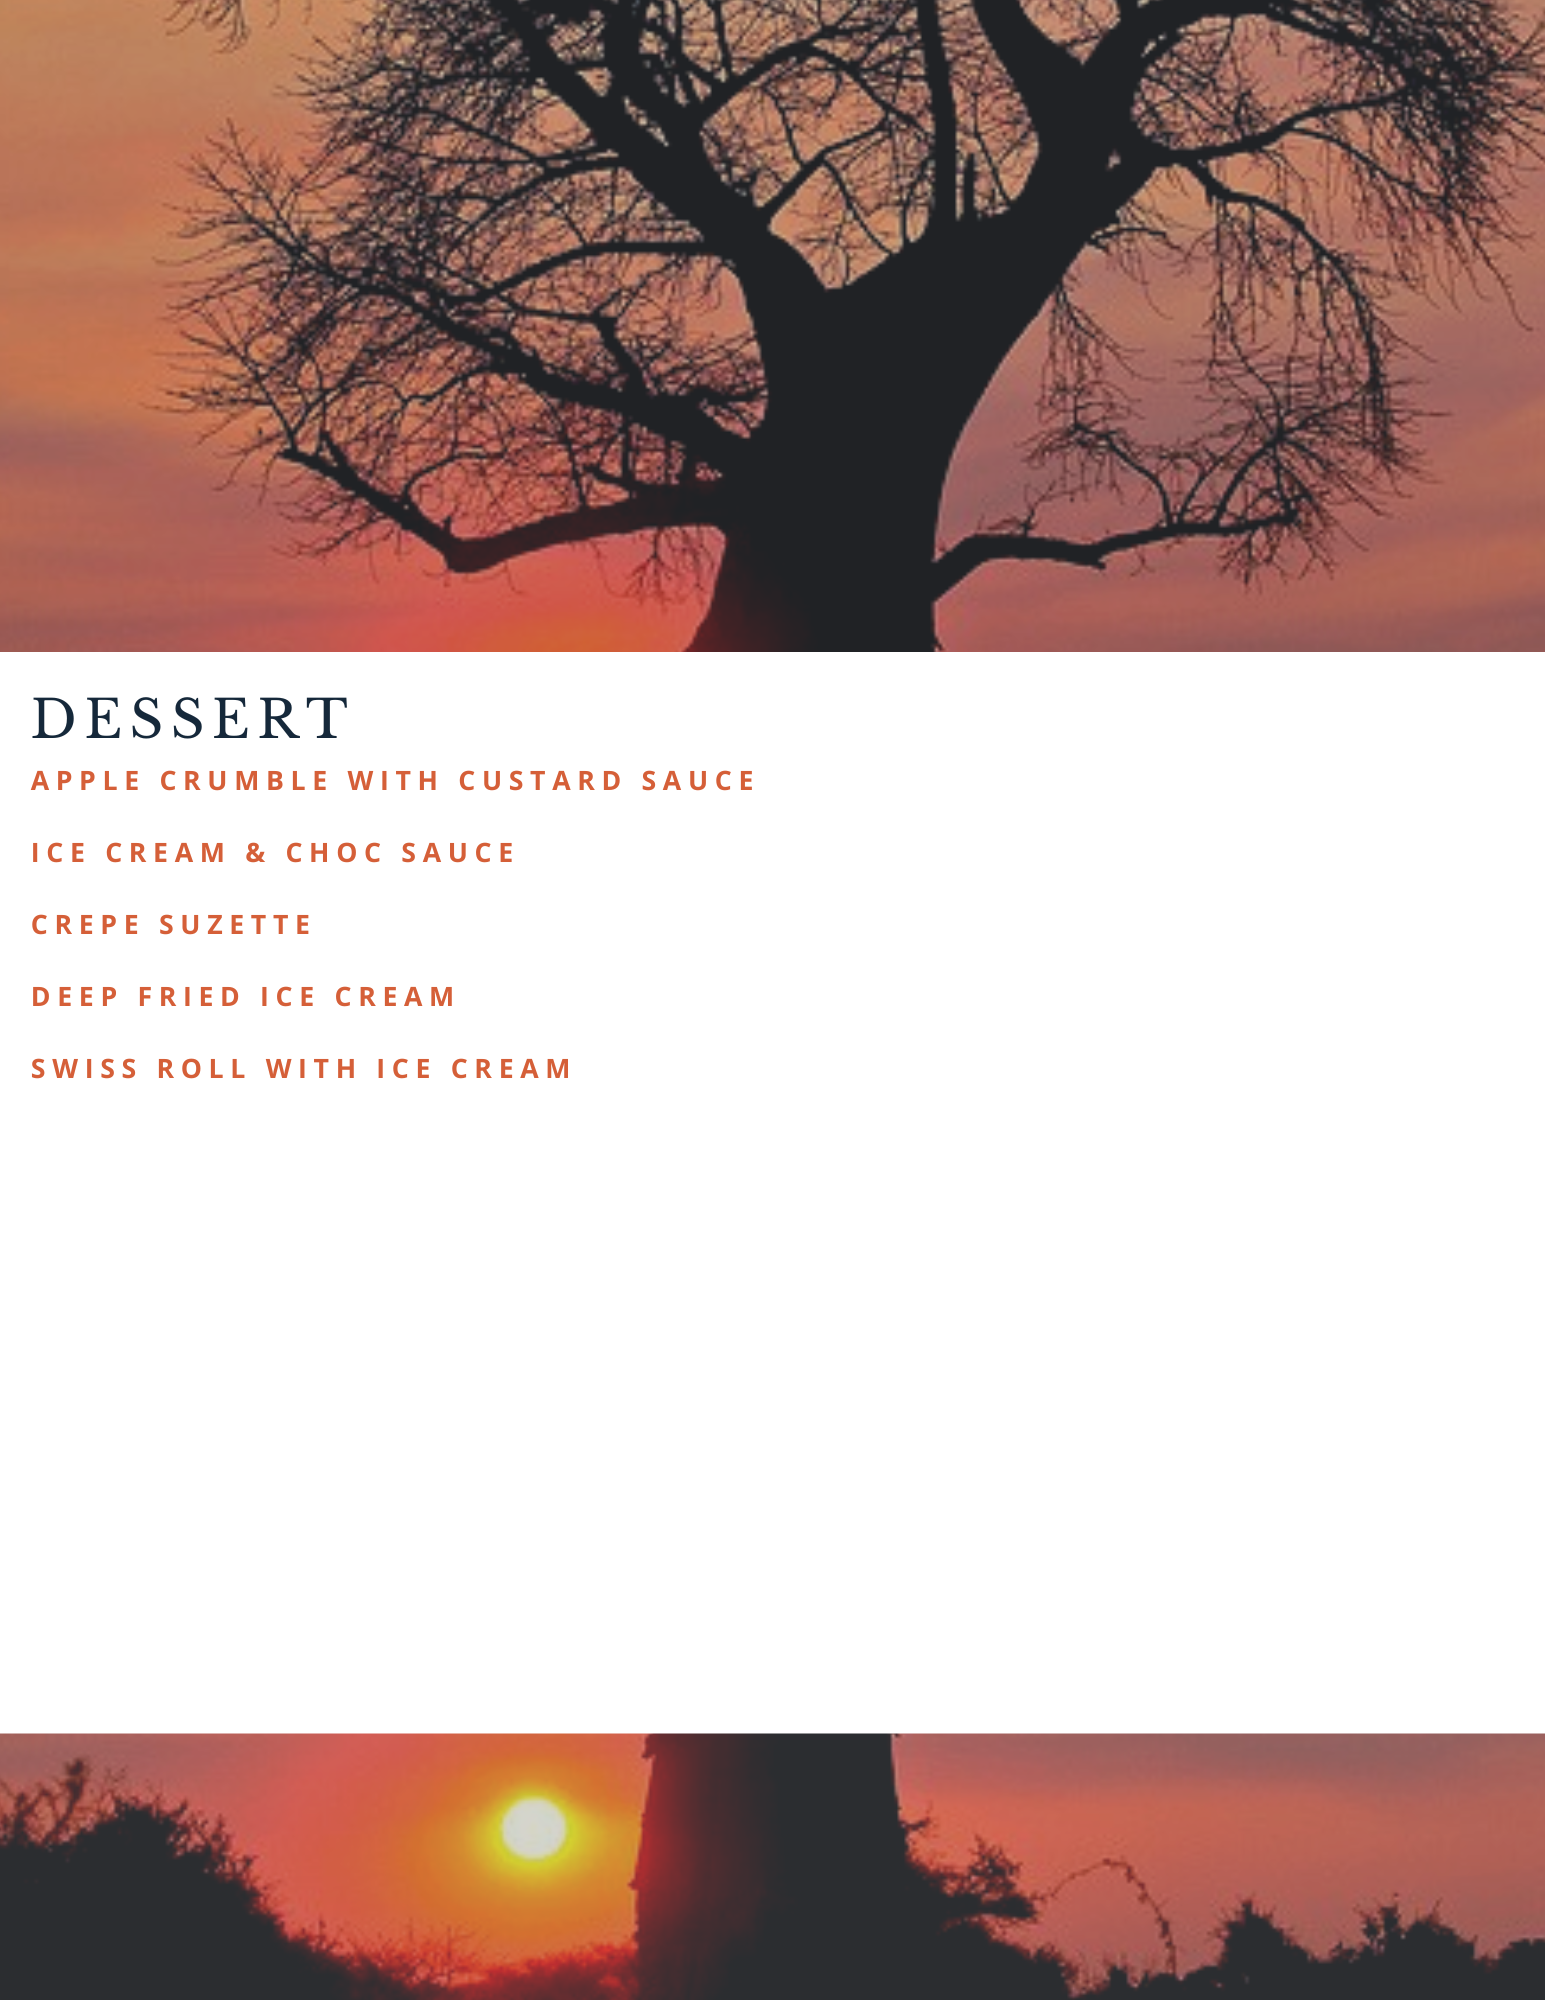 DESSERT
APPLE CRUMBLE WITH CUSTARD SAUCE
ICE CREAM & CHOC SAUCE
CREPE SUZETTE
DEEP FRIED ICE CREAM
SWISS ROLL WITH ICE CREAM